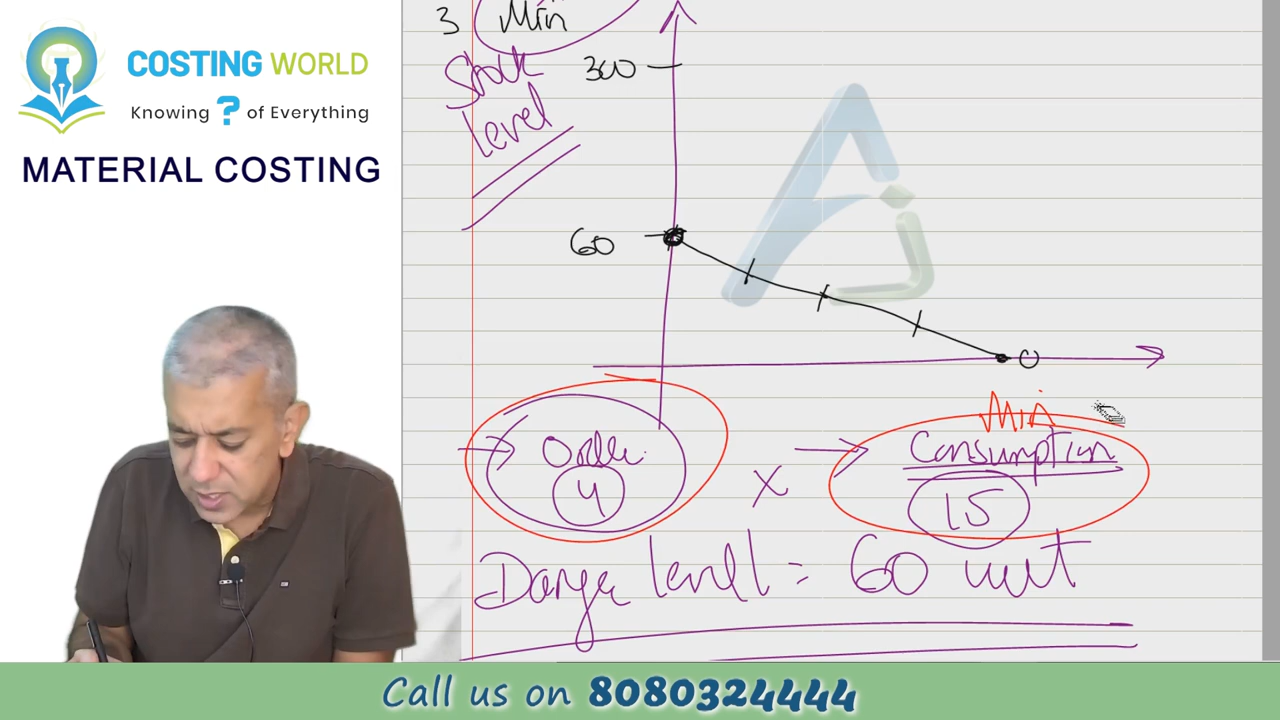 COSTING WORLD
Knowing ? of Everything
MATERIAL COSTING
3 Min
Stock
level
300
60
0
Min
Order Consumption
4 X 15
Danger level = 60 unit
Call us on 8080324444